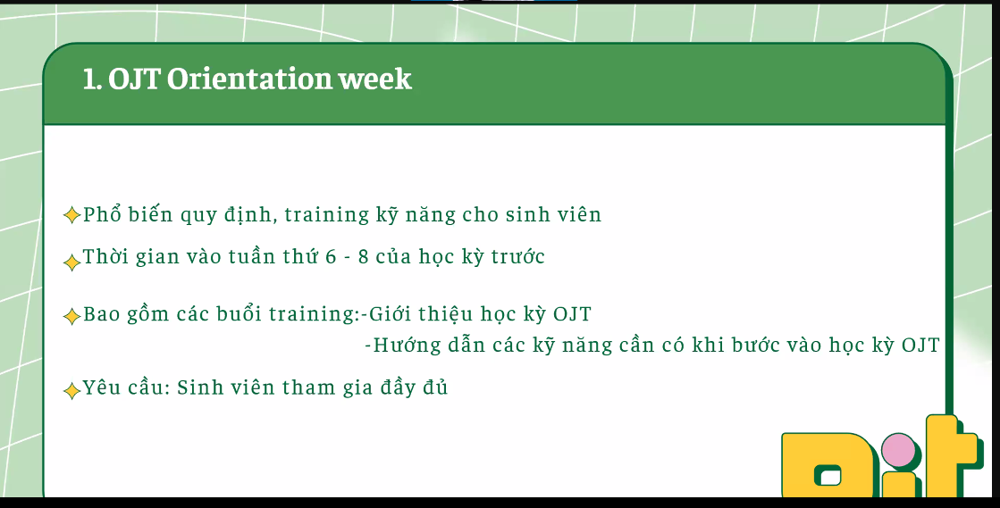 1. OJT Orientation week
Phổ biến quy định, training kỹ năng cho sinh viên
Thời gian vào tuần thứ 6 - 8 của học kỳ trước
Bao gồm các buổi training:-Giới thiệu học kỳ OJT
-Hướng dẫn các kỹ năng cần có khi bước vào học kỳ OJT
Yêu cầu: Sinh viên tham gia đầy đủ